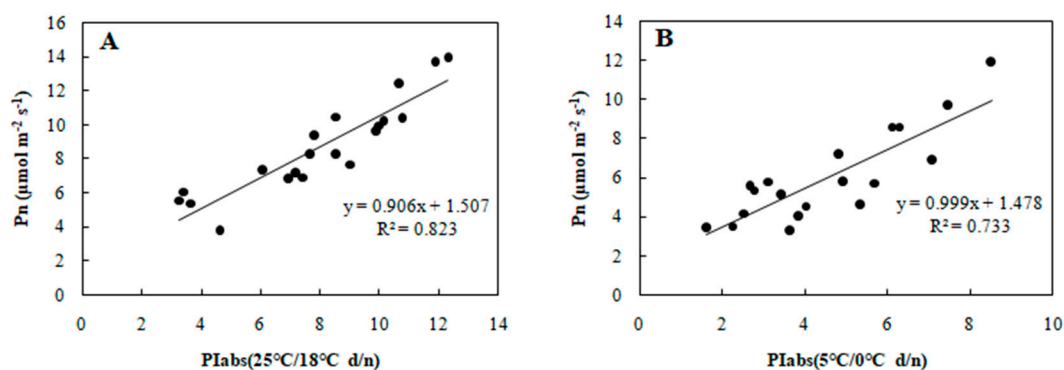 A
Pn (μmol m⁻² s⁻¹)
16
14
12
10
8
6
4
2
0
y = 0.906x + 1.507
R² = 0.823
0 2 4 6 8 10 12 14
PIabs(25℃/18℃ d/n)
B
Pn (μmol m⁻² s⁻¹)
14
12
10
8
6
4
2
0
y = 0.999x + 1.478
R² = 0.733
0 2 4 6 8 10
PIabs(5℃/0℃ d/n)